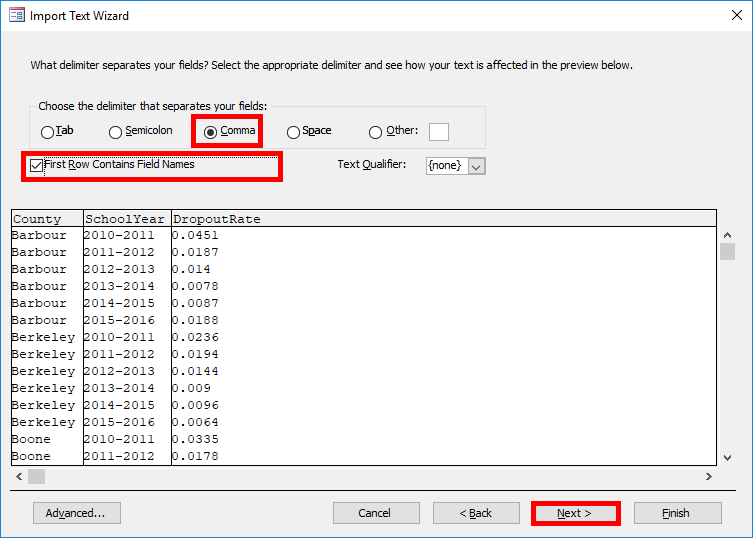 Import Text Wizard
What delimiter separates your fields? Select the appropriate delimiter and see how your text is affected in the preview below.
Choose the delimiter that separates your fields:
Tab Semicolon Comma Space Other:
First Row Contains Field Names Text Qualifier: {none}
County SchoolYear DropoutRate
Barbour 2010-2011 0.0451
Barbour 2011-2012 0.0187
Barbour 2012-2013 0.014
Barbour 2013-2014 0.0078
Barbour 2014-2015 0.0087
Barbour 2015-2016 0.0188
Berkeley 2010-2011 0.0236
Berkeley 2011-2012 0.0194
Berkeley 2012-2013 0.0144
Berkeley 2013-2014 0.009
Berkeley 2014-2015 0.0096
Berkeley 2015-2016 0.0064
Boone 2010-2011 0.0335
Boone 2011-2012 0.0178
Advanced... Cancel < Back Next > Finish